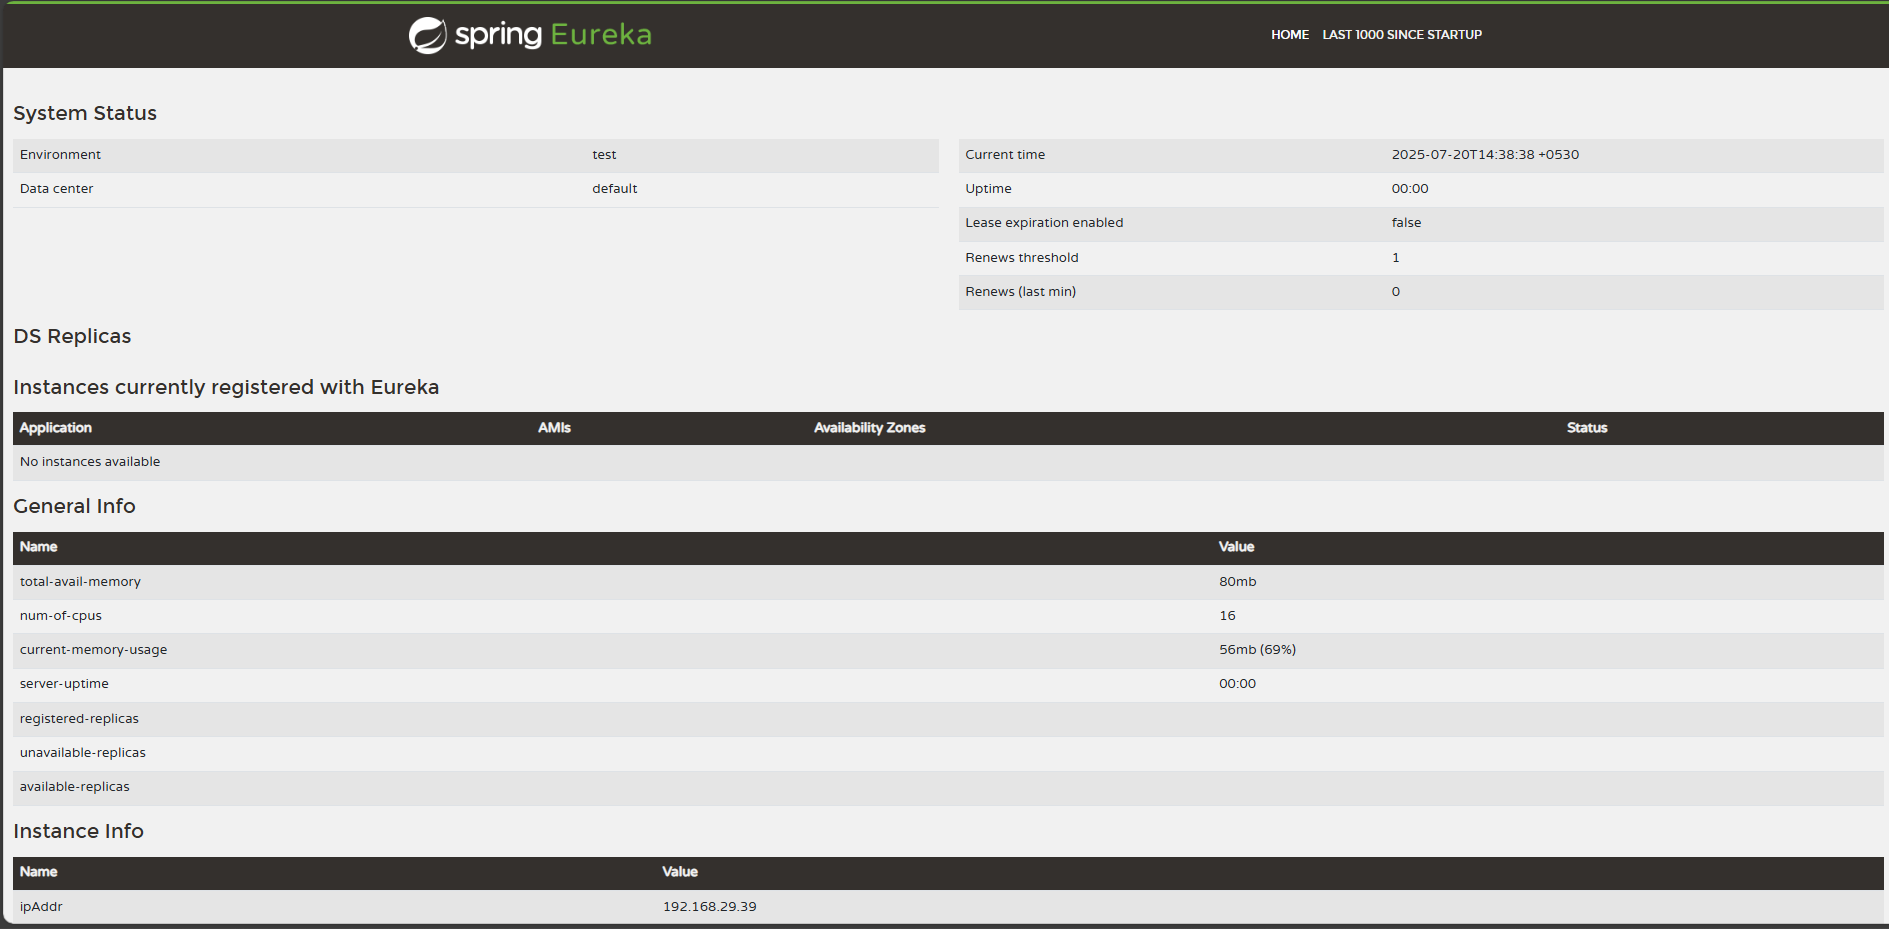 spring Eureka HOME LAST 1000 SINCE STARTUP
System Status
Environment test
Data center default
Current time 2025-07-20T14:38:38 +0530
Uptime 00:00
Lease expiration enabled false
Renews threshold 1
Renews (last min) 0
DS Replicas
Instances currently registered with Eureka
Application AMIs Availability Zones Status
No instances available
General Info
Name Value
total-avail-memory 80mb
num-of-cpus 16
current-memory-usage 56mb (69%)
server-uptime 00:00
registered-replicas
unavailable-replicas
available-replicas
Instance Info
Name Value
ipAddr 192.168.29.39